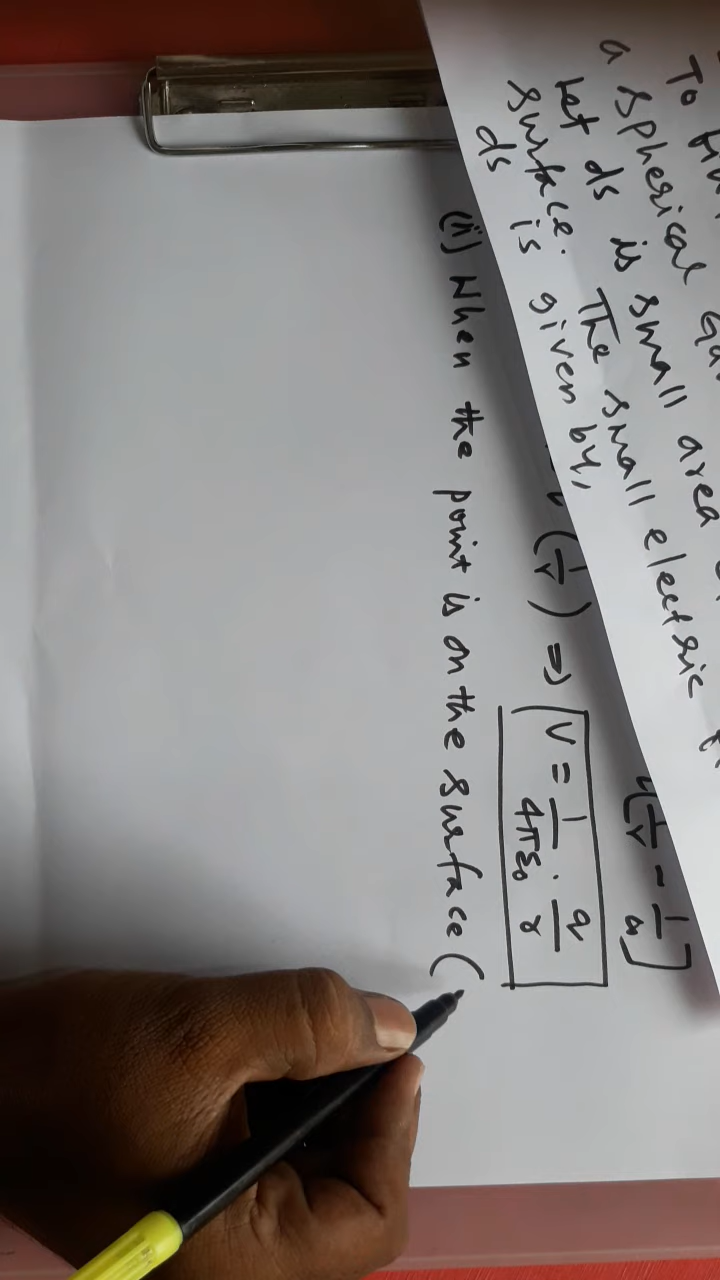 a spherical
Let ds is small area
surface. The small electric
ds is given by,
(1/r - 1/∞]
(1/r) => V = 1/4πε₀ . q/r
(ii) When the point is on the surface (